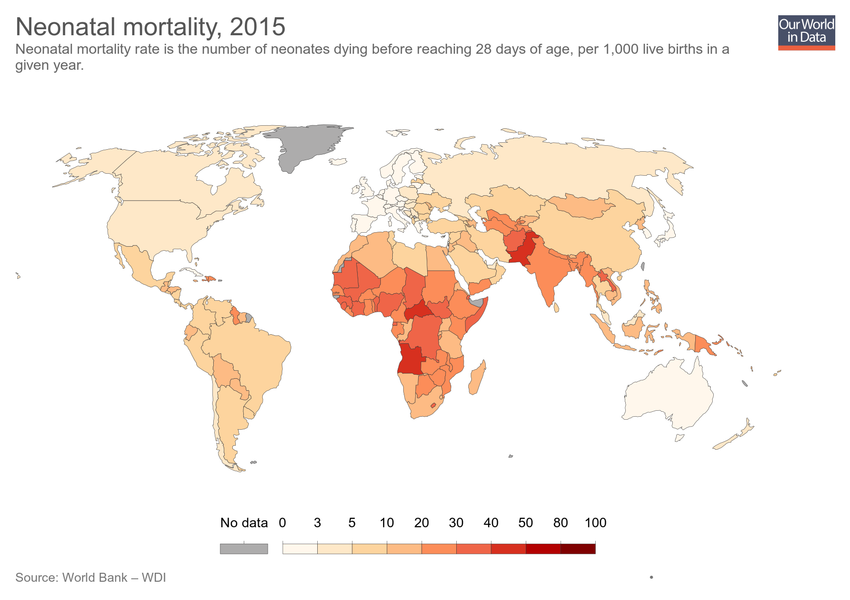 Neonatal mortality, 2015
Our World
in Data
Neonatal mortality rate is the number of neonates dying before reaching 28 days of age, per 1,000 live births in a
given year.
No data 0 3 5 10 20 30 40 50 80 100
Source: World Bank – WDI